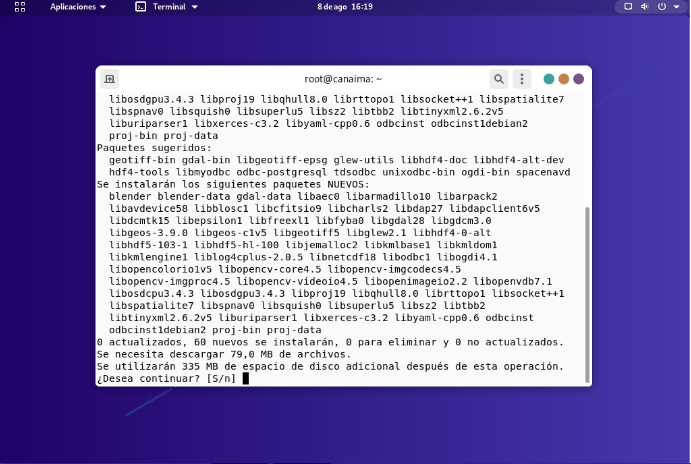 Aplicaciones
Terminal
8 de ago 16:19
root@canaima: ~
libosdgpu3.4.3 libproj19 libqhull8.0 librttopo1 libsocket++1 libspatialite7
libspnav0 libsquish0 libsuperlu5 libsz2 libtbb2 libtinyxml2.6.2v5
liburiparser1 libxerces-c3.2 libyaml-cpp0.6 odbcinst odbcinst1debian2
proj-bin proj-data
Paquetes sugeridos:
geotiff-bin gdal-bin libgeotiff-epsg glew-utils libhdf4-doc libhdf4-alt-dev
hdf4-tools libmyodbc odbc-postgresql tdsodbc unixodbc-bin ogdi-bin spacenavd
Se instalarán los siguientes paquetes NUEVOS:
blender blender-data gdal-data libaec0 libarmadillo10 libarpack2
libavdevice58 libblosc1 libcfitsio9 libcharls2 libdap27 libdapclient6v5
libdcmtk15 libepsilon1 libfreexl1 libfyba0 libgdal28 libgdcm3.0
libgeos-3.9.0 libgeos-c1v5 libgeotiff5 libglew2.1 libhdf4-0-alt
libhdf5-103-1 libhdf5-hl-100 libjemalloc2 libkmlbase1 libkmldom1
libkmlengine1 liblog4cplus-2.0.5 libnetcdf18 libodbc1 libogdi4.1
libopencolorio1v5 libopencv-core4.5 libopencv-imgcodecs4.5
libopencv-imgproc4.5 libopencv-videoio4.5 libopenimageio2.2 libopenvdb7.1
libosdcpu3.4.3 libosdgpu3.4.3 libproj19 libqhull8.0 librttopo1 libsocket++1
libspatialite7 libspnav0 libsquish0 libsuperlu5 libsz2 libtbb2
libtinyxml2.6.2v5 liburiparser1 libxerces-c3.2 libyaml-cpp0.6 odbcinst
odbcinst1debian2 proj-bin proj-data
0 actualizados, 60 nuevos se instalarán, 0 para eliminar y 0 no actualizados.
Se necesita descargar 79,0 MB de archivos.
Se utilizarán 335 MB de espacio de disco adicional después de esta operación.
¿Desea continuar? [S/n]